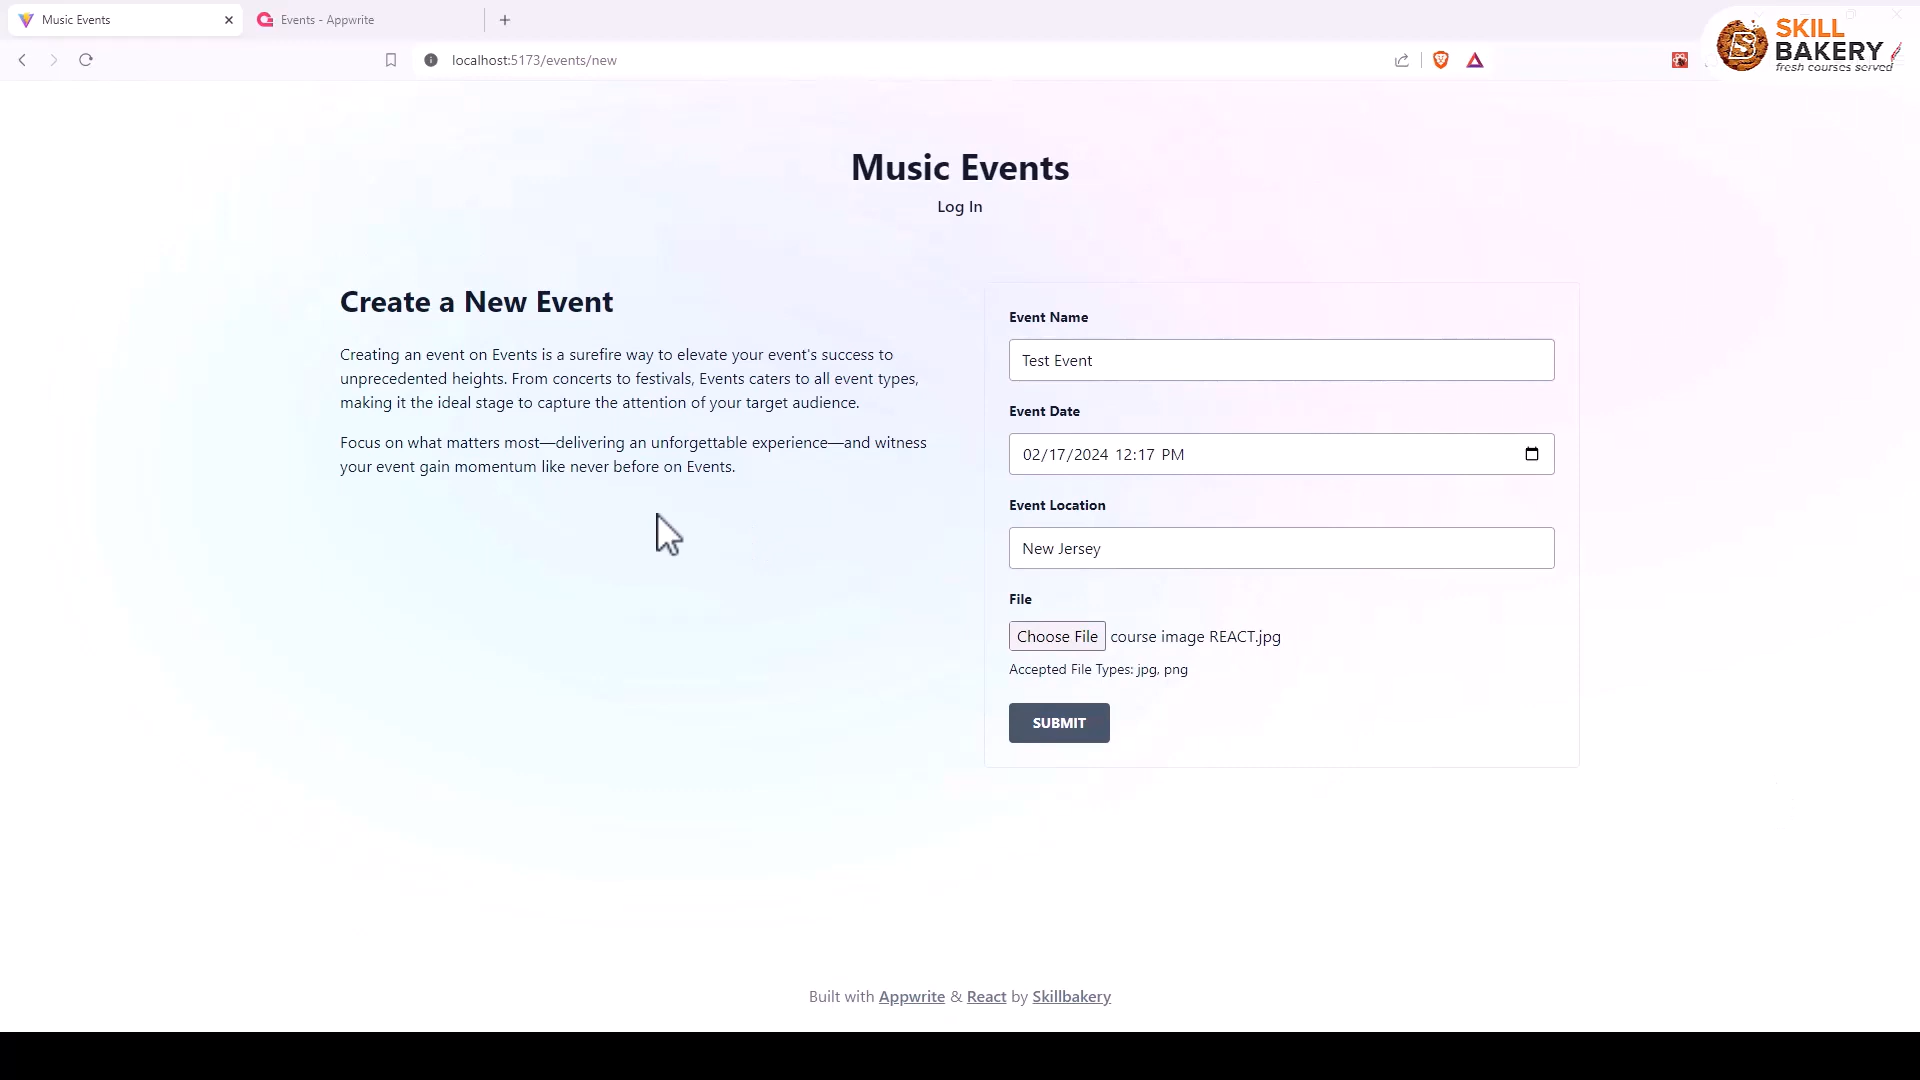 Music Events
Events - Appwrite
SKILL
BAKERY
fresh courses served
localhost:5173/events/new
Music Events
Log In
Create a New Event
Creating an event on Events is a surefire way to elevate your event's success to
unprecedented heights. From concerts to festivals, Events caters to all event types,
making it the ideal stage to capture the attention of your target audience.
Focus on what matters most—delivering an unforgettable experience—and witness
your event gain momentum like never before on Events.
Event Name
Test Event
Event Date
02/17/2024 12:17 PM
Event Location
New Jersey
File
Choose File course image REACT.jpg
Accepted File Types: jpg, png
SUBMIT
Built with Appwrite & React by Skillbakery